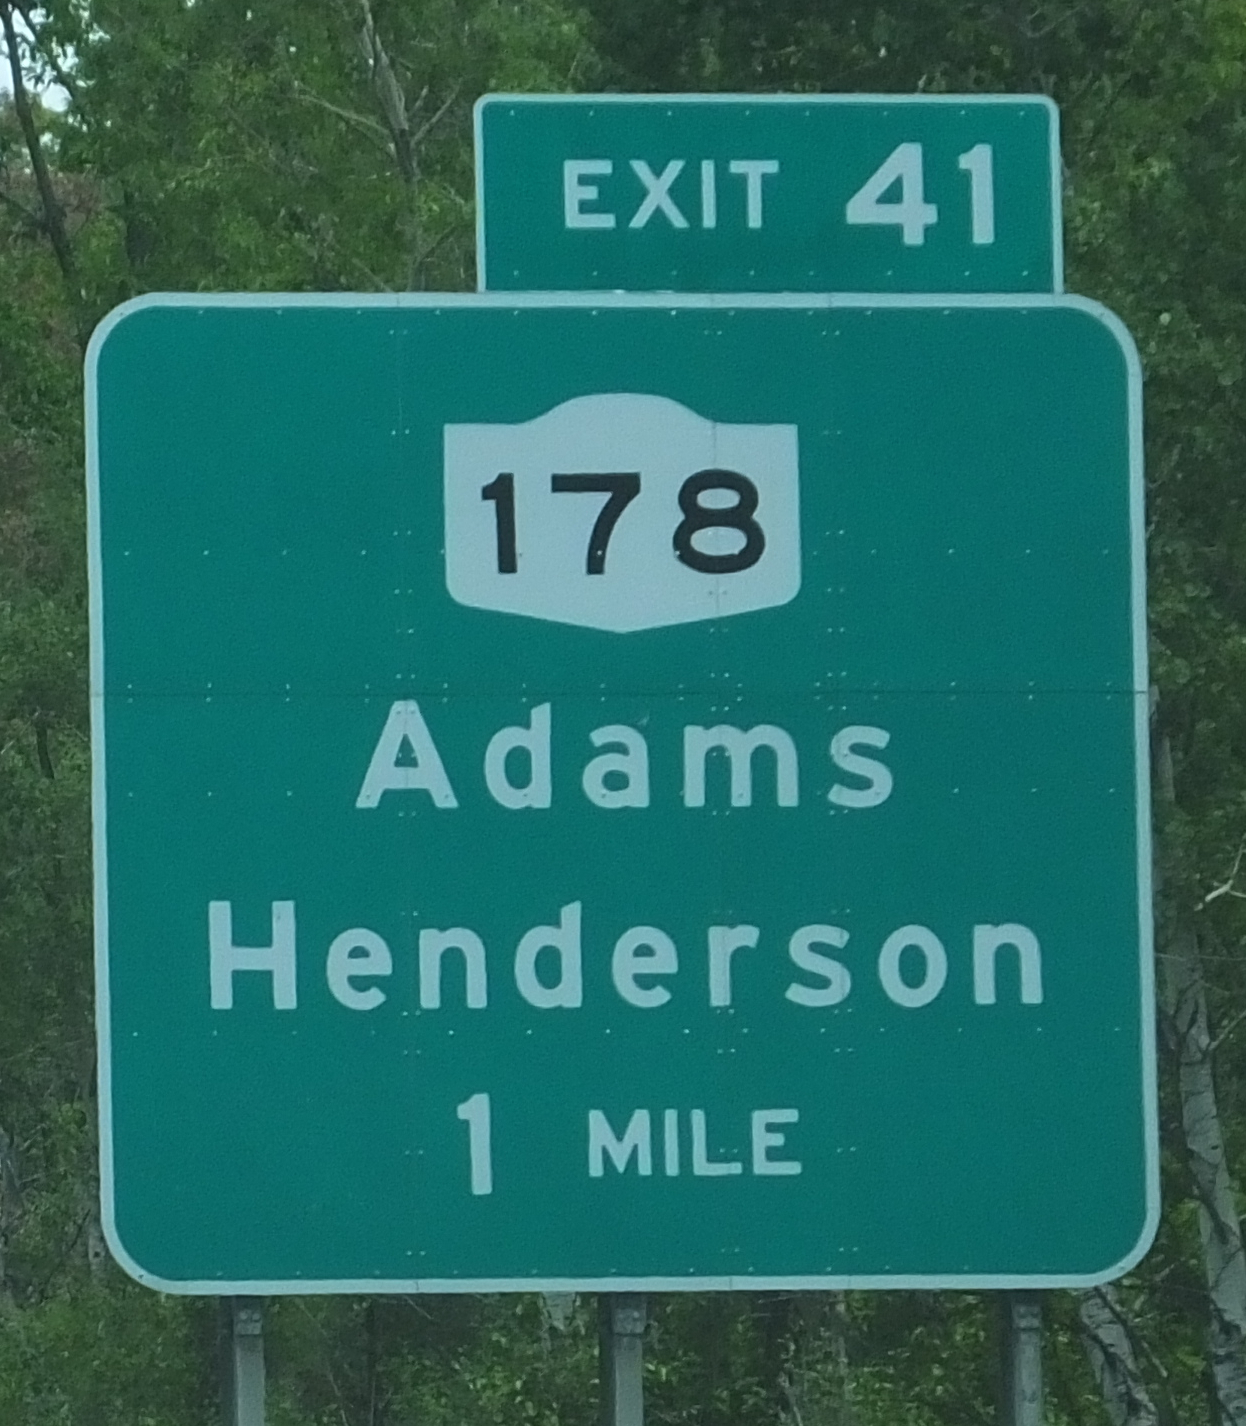 EXIT 41
178
Adams
Henderson
1 MILE